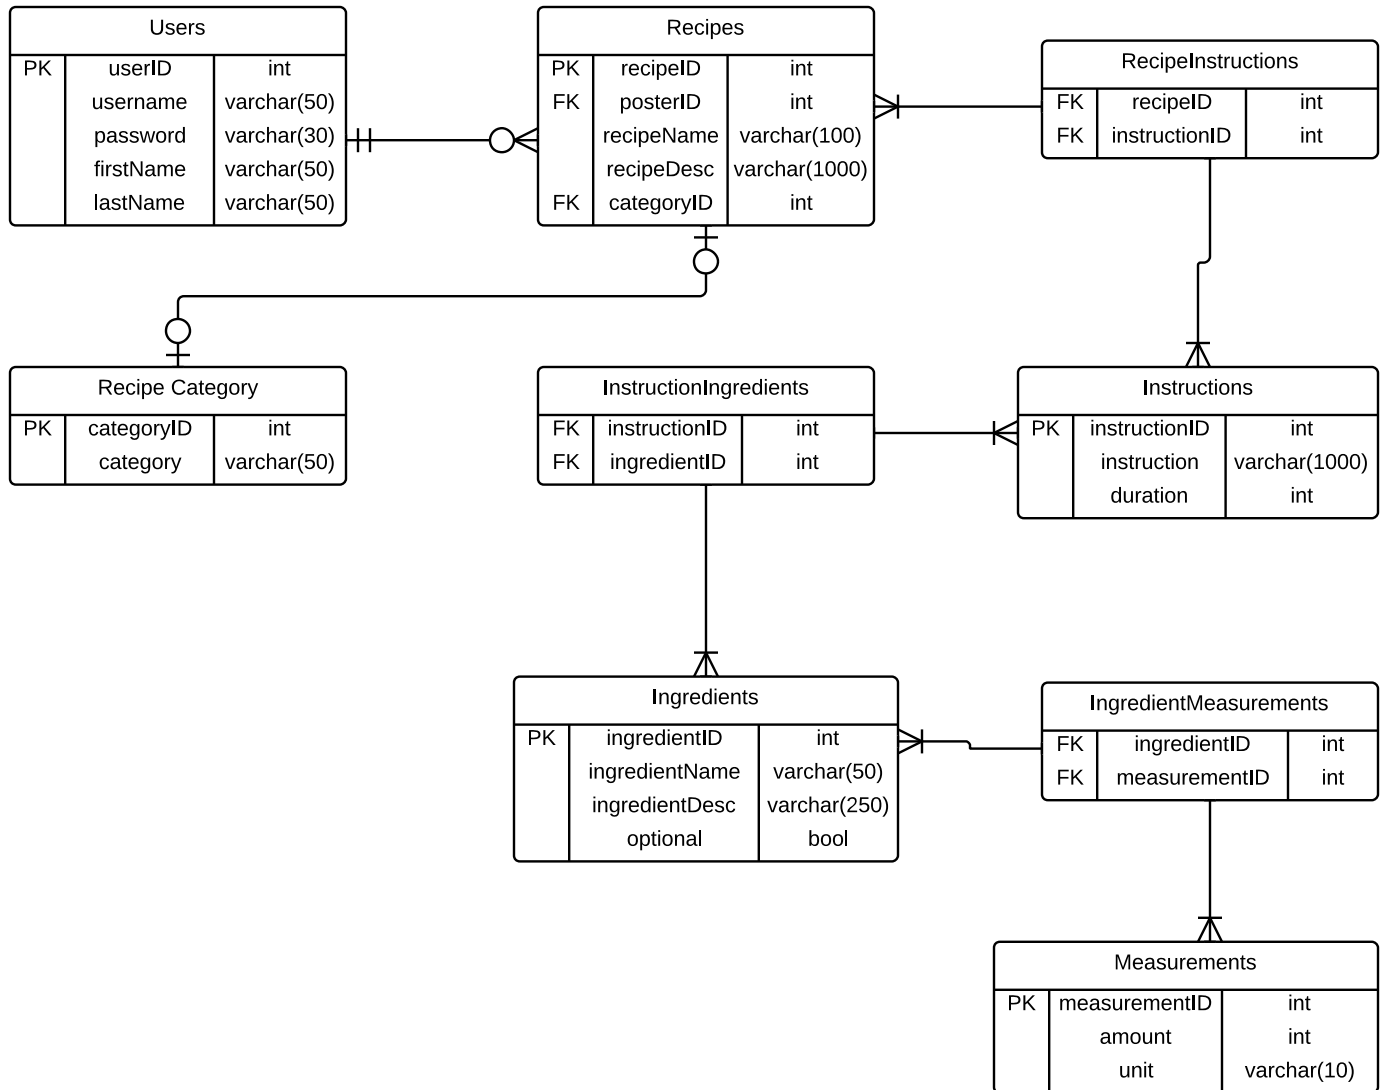 Users
PK userID int
username varchar(50)
password varchar(30)
firstName varchar(50)
lastName varchar(50)
Recipes
PK recipeID int
FK posterID int
recipeName varchar(100)
recipeDesc varchar(1000)
FK categoryID int
RecipeInstructions
FK recipeID int
FK instructionID int
Recipe Category
PK categoryID int
category varchar(50)
InstructionIngredients
FK instructionID int
FK ingredientID int
Instructions
PK instructionID int
instruction varchar(1000)
duration int
Ingredients
PK ingredientID int
ingredientName varchar(50)
ingredientDesc varchar(250)
optional bool
IngredientMeasurements
FK ingredientID int
FK measurementID int
Measurements
PK measurementID int
amount int
unit varchar(10)